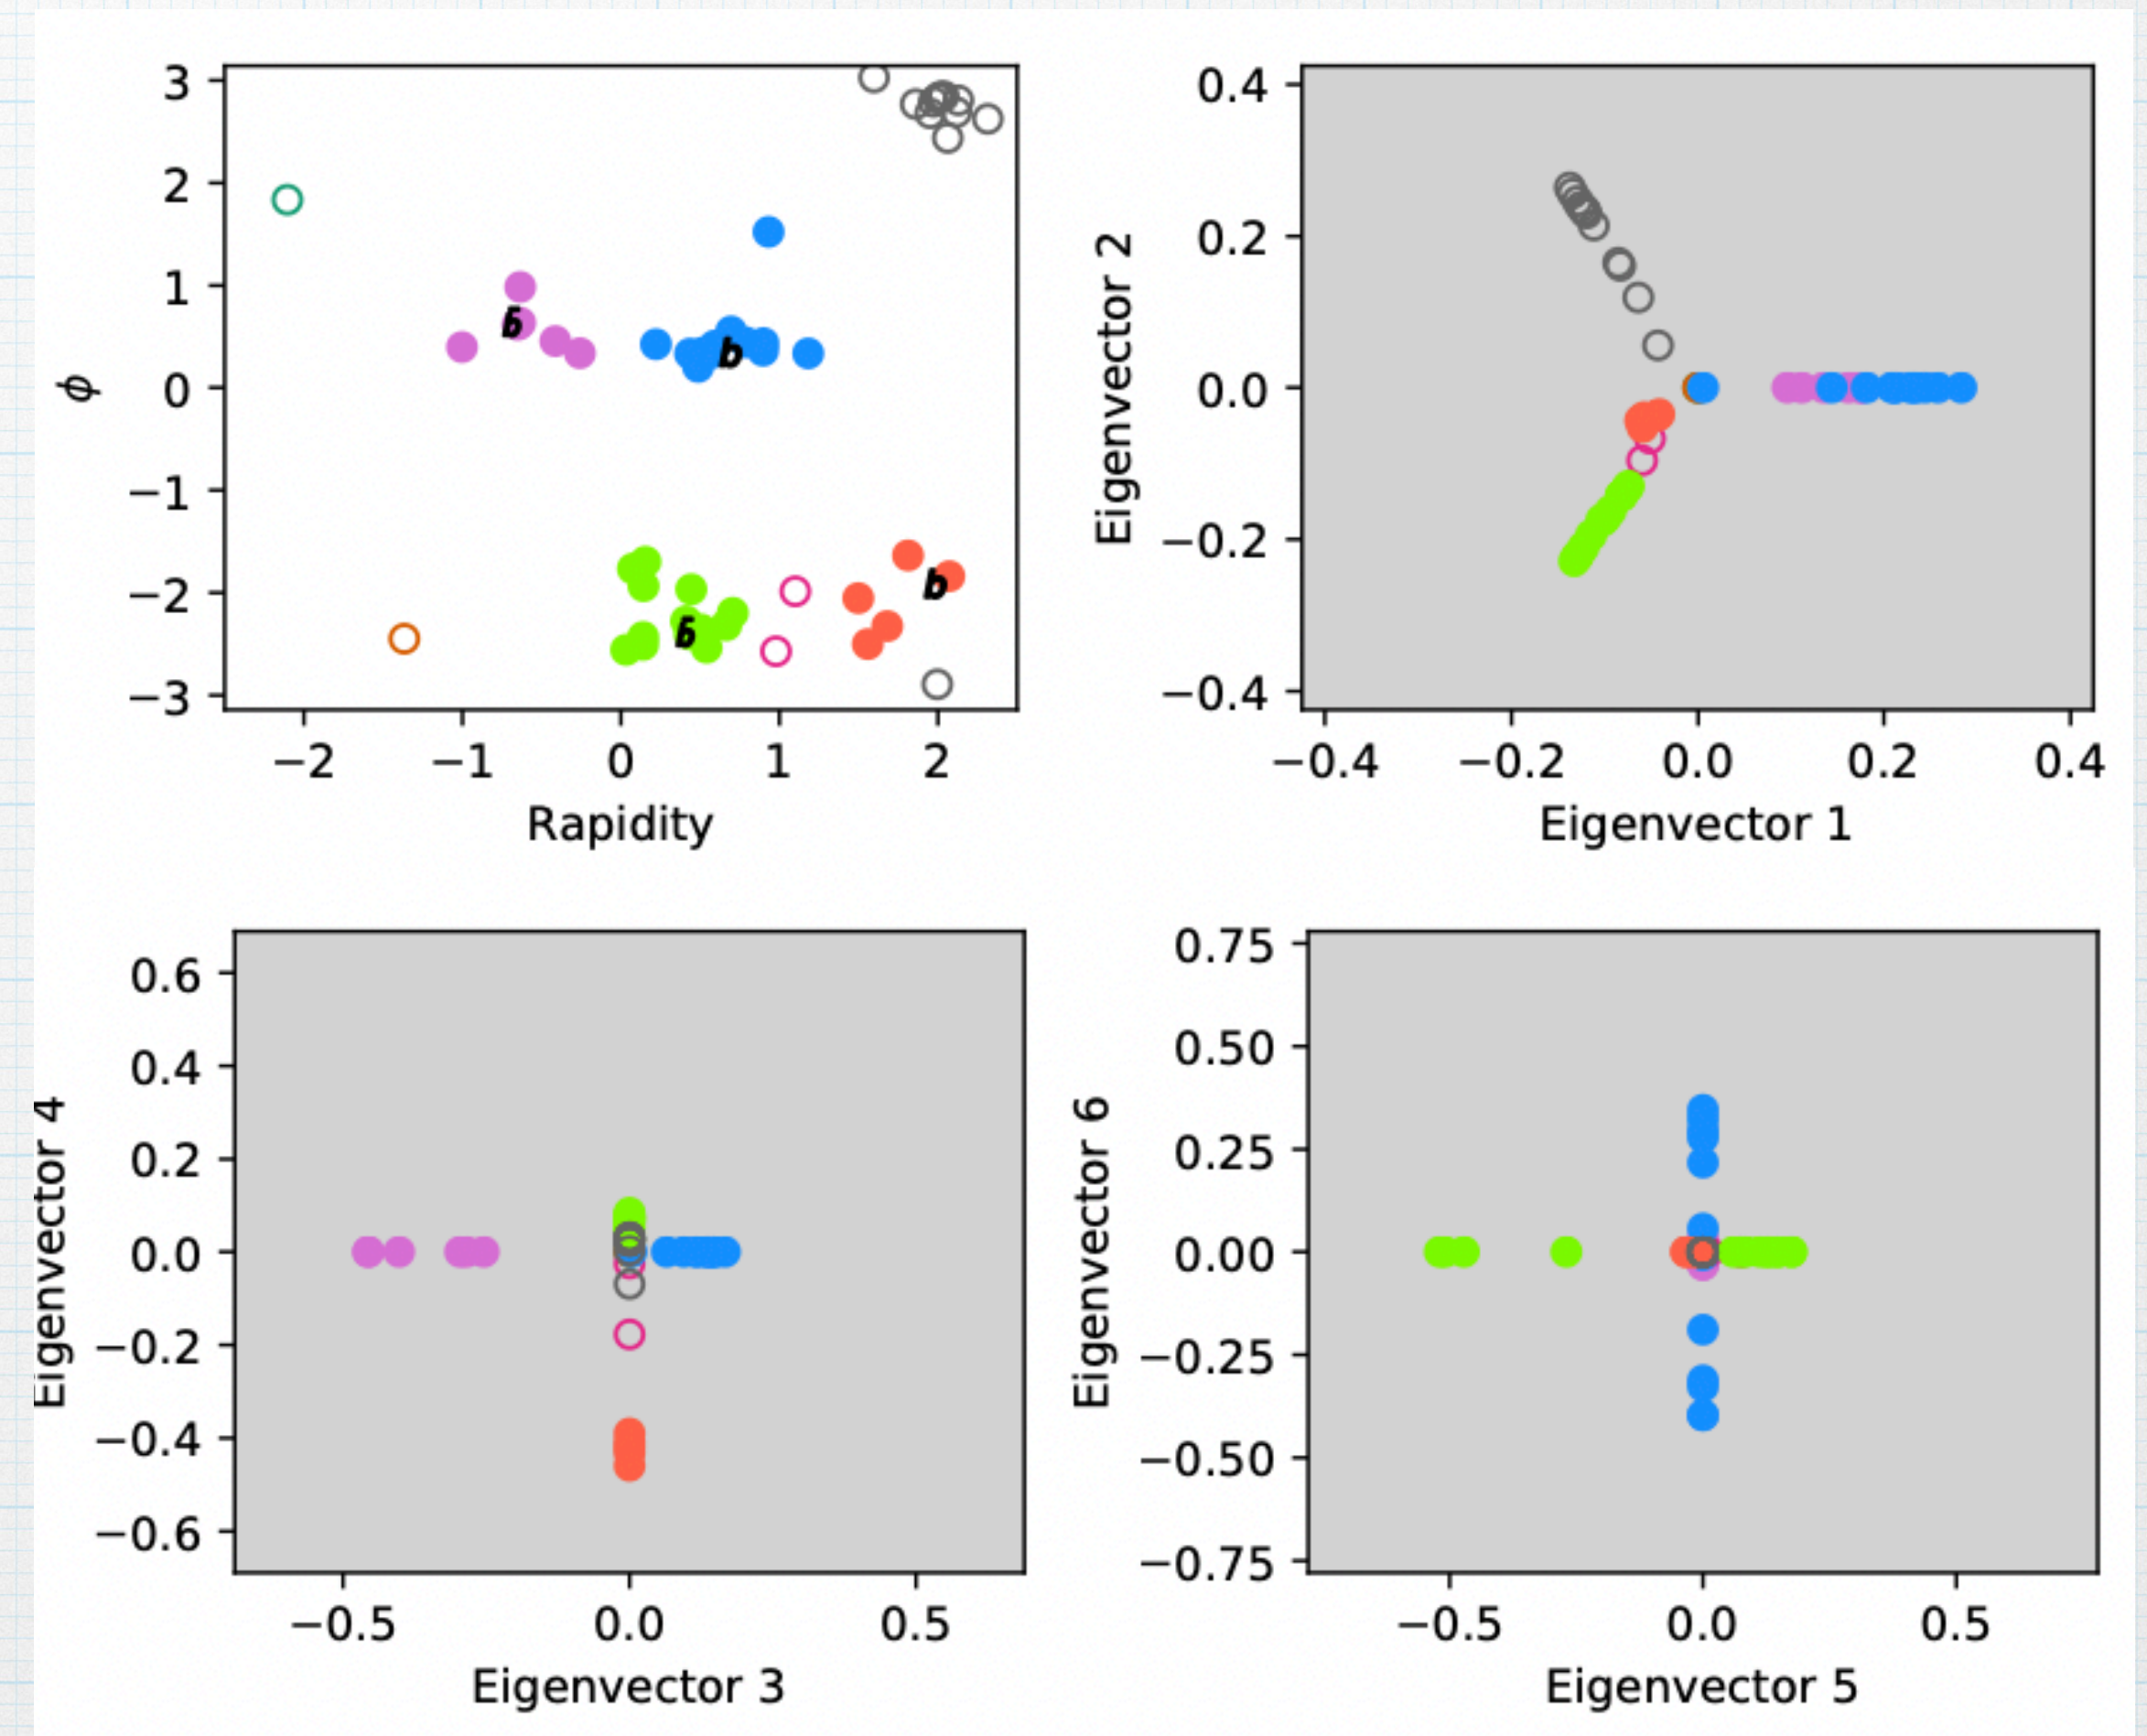 3
2
1
0
−1
−2
−3
ϕ
b̄
b
b̄
b
−2 −1 0 1 2
Rapidity
0.4
0.2
0.0
−0.2
−0.4
Eigenvector 2
−0.4 −0.2 0.0 0.2 0.4
Eigenvector 1
0.6
0.4
0.2
0.0
−0.2
−0.4
−0.6
Eigenvector 4
−0.5 0.0 0.5
Eigenvector 3
0.75
0.50
0.25
0.00
−0.25
−0.50
−0.75
Eigenvector 6
−0.5 0.0 0.5
Eigenvector 5